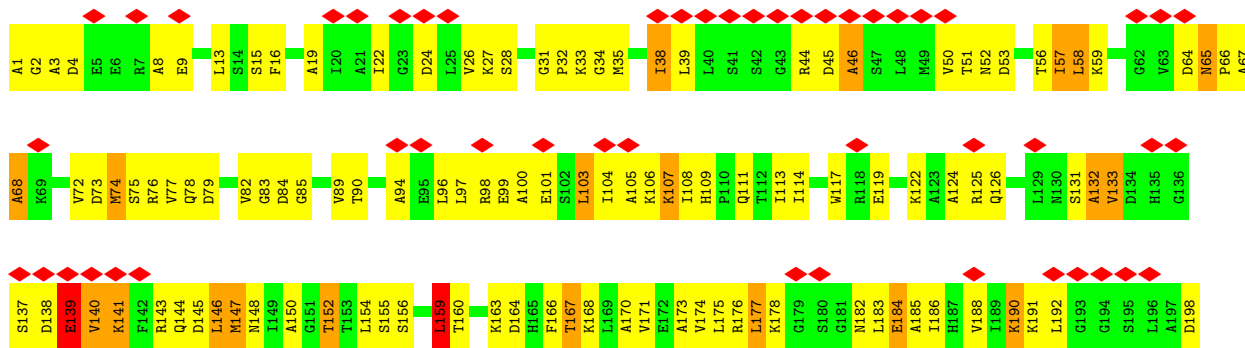 A1 G2 A3 D4 E5 E6 R7 A8 E9 L13 S14 S15 F16 A19 I20 A21 I22 G23 D24 L25 V26 K27 S28 G31 P32 K33 G34 M35 I38 L39 L40 S41 S42 G43 R44 D45 A46 S47 L48 M49 V50 T51 N52 D53 T56 I57 L58 K59 G62 V63 D64 N65 P66 A67
A68 K69 V72 D73 M74 S75 R76 V77 Q78 D79 V82 G83 D84 G85 V89 T90 A94 E95 L96 L97 R98 E99 A100 E101 S102 L103 I104 A105 K106 K107 I108 H109 P110 Q111 T112 I113 I114 W117 R118 E119 K122 A123 A124 R125 Q126 L129 N130 S131 A132 V133 D134 H135 G136
S137 D138 E139 V140 K141 F142 R143 Q144 D145 L146 M147 N148 I149 A150 G151 T152 T153 L154 S155 S156 L159 T160 K163 D164 H165 F166 T167 K168 L169 A170 V171 E172 A173 V174 L175 R176 L177 K178 G179 S180 G181 N182 L183 E184 A185 I186 H187 V188 I189 K190 K191 L192 G193 G194 S195 L196 A197 D198